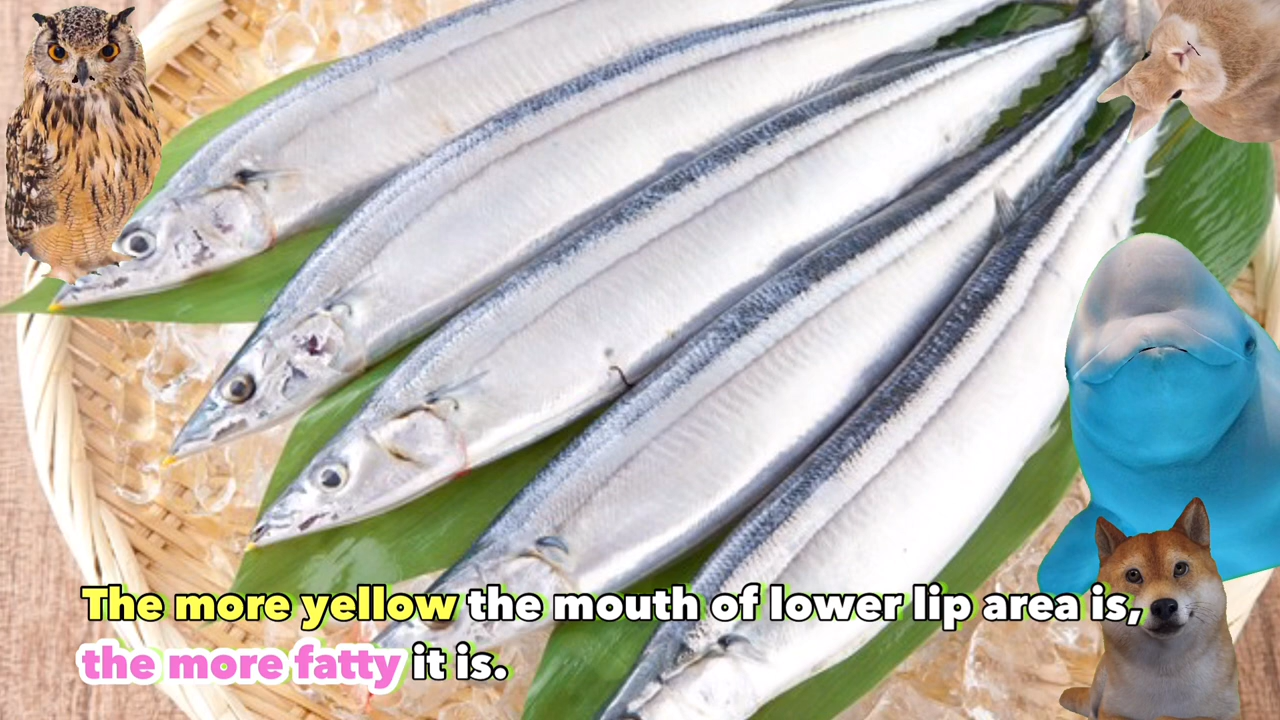 The more yellow the mouth of lower lip area is,
the more fatty it is.